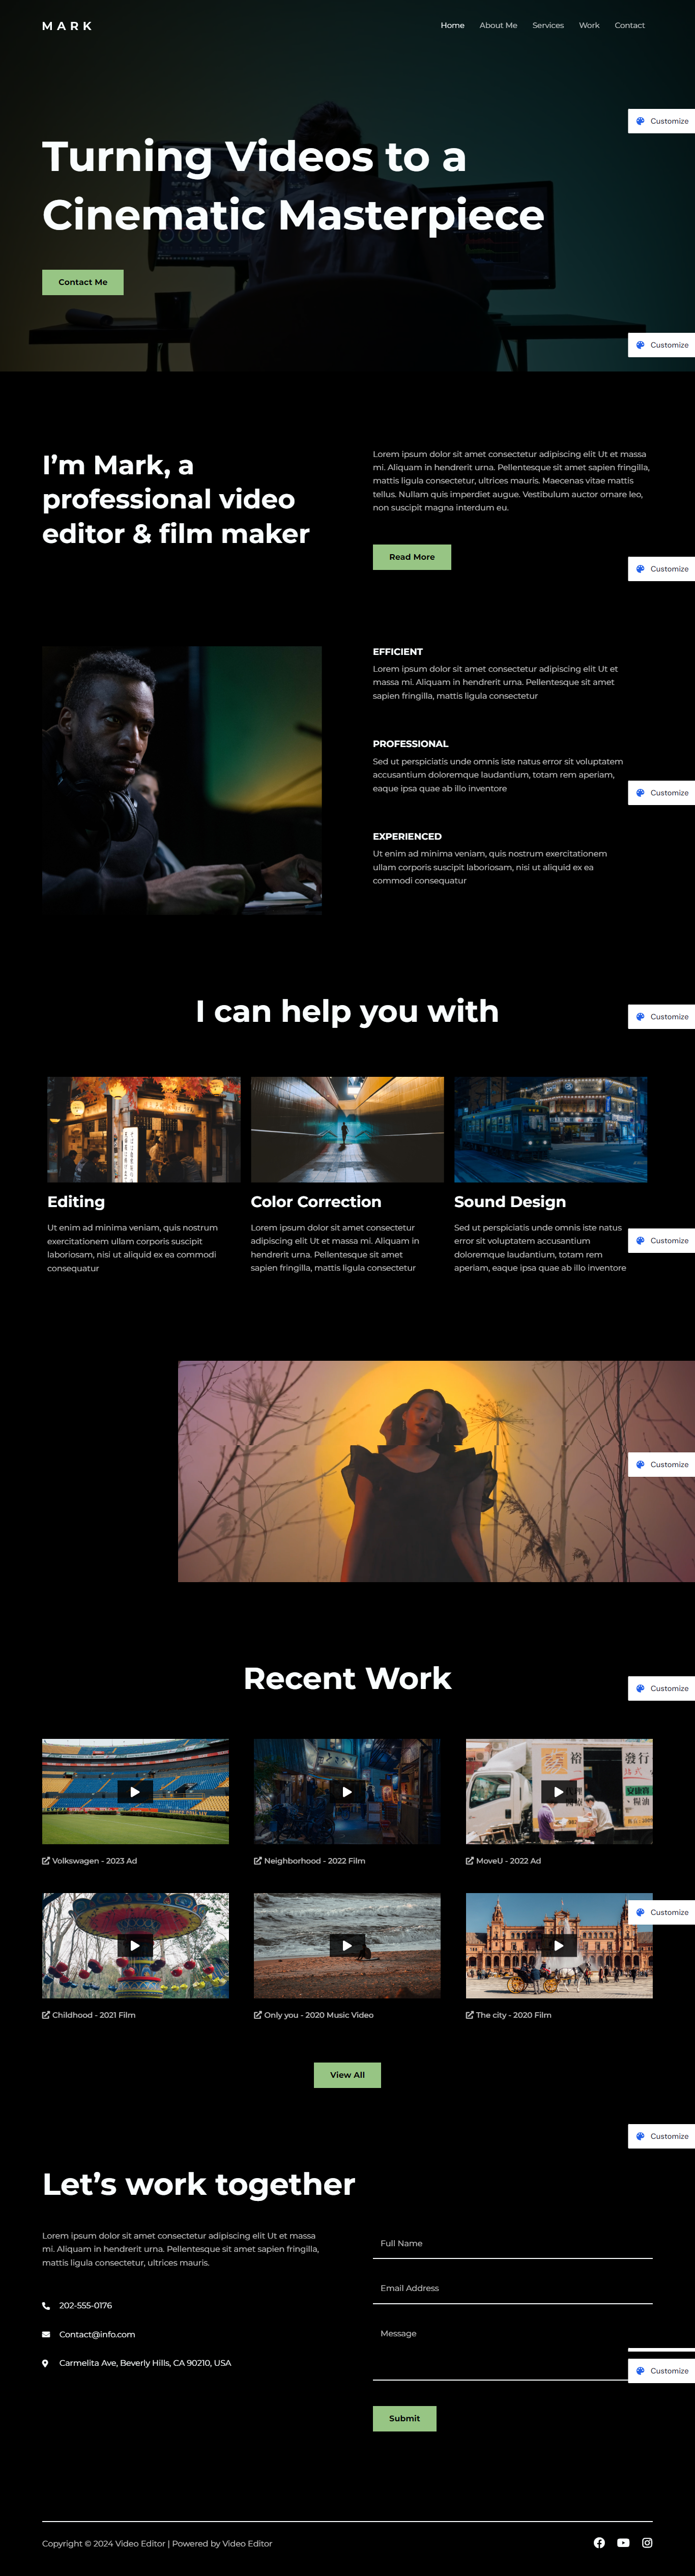 MARK
Home About Me Services Work Contact
Customize
Turning Videos to a
Cinematic Masterpiece
Contact Me
Customize
I'm Mark, a
professional video
editor & film maker
Lorem ipsum dolor sit amet consectetur adipiscing elit Ut et massa
mi. Aliquam in hendrerit urna. Pellentesque sit amet sapien fringilla,
mattis ligula consectetur, ultrices mauris. Maecenas vitae mattis
tellus. Nullam quis imperdiet augue. Vestibulum auctor ornare leo,
non suscipit magna interdum eu.
Read More
Customize
EFFICIENT
Lorem ipsum dolor sit amet consectetur adipiscing elit Ut et
massa mi. Aliquam in hendrerit urna. Pellentesque sit amet
sapien fringilla, mattis ligula consectetur
PROFESSIONAL
Sed ut perspiciatis unde omnis iste natus error sit voluptatem
accusantium doloremque laudantium, totam rem aperiam,
eaque ipsa quae ab illo inventore
Customize
EXPERIENCED
Ut enim ad minima veniam, quis nostrum exercitationem
ullam corporis suscipit laboriosam, nisi ut aliquid ex ea
commodi consequatur
I can help you with
Customize
Editing
Ut enim ad minima veniam, quis nostrum
exercitationem ullam corporis suscipit
laboriosam, nisi ut aliquid ex ea commodi
consequatur
Color Correction
Lorem ipsum dolor sit amet consectetur
adipiscing elit Ut et massa mi. Aliquam in
hendrerit urna. Pellentesque sit amet
sapien fringilla, mattis ligula consectetur
Sound Design
Sed ut perspiciatis unde omnis iste natus
error sit voluptatem accusantium
doloremque laudantium, totam rem
aperiam, eaque ipsa quae ab illo inventore
Customize
Customize
Recent Work
Customize
Volkswagen - 2023 Ad
Neighborhood - 2022 Film
MoveU - 2022 Ad
Customize
Childhood - 2021 Film
Only you - 2020 Music Video
The city - 2020 Film
View All
Customize
Let's work together
Lorem ipsum dolor sit amet consectetur adipiscing elit Ut et massa
mi. Aliquam in hendrerit urna. Pellentesque sit amet sapien fringilla,
mattis ligula consectetur, ultrices mauris.
202-555-0176
Contact@info.com
Carmelita Ave, Beverly Hills, CA 90210, USA
Full Name
Email Address
Message
Customize
Submit
Copyright © 2024 Video Editor | Powered by Video Editor